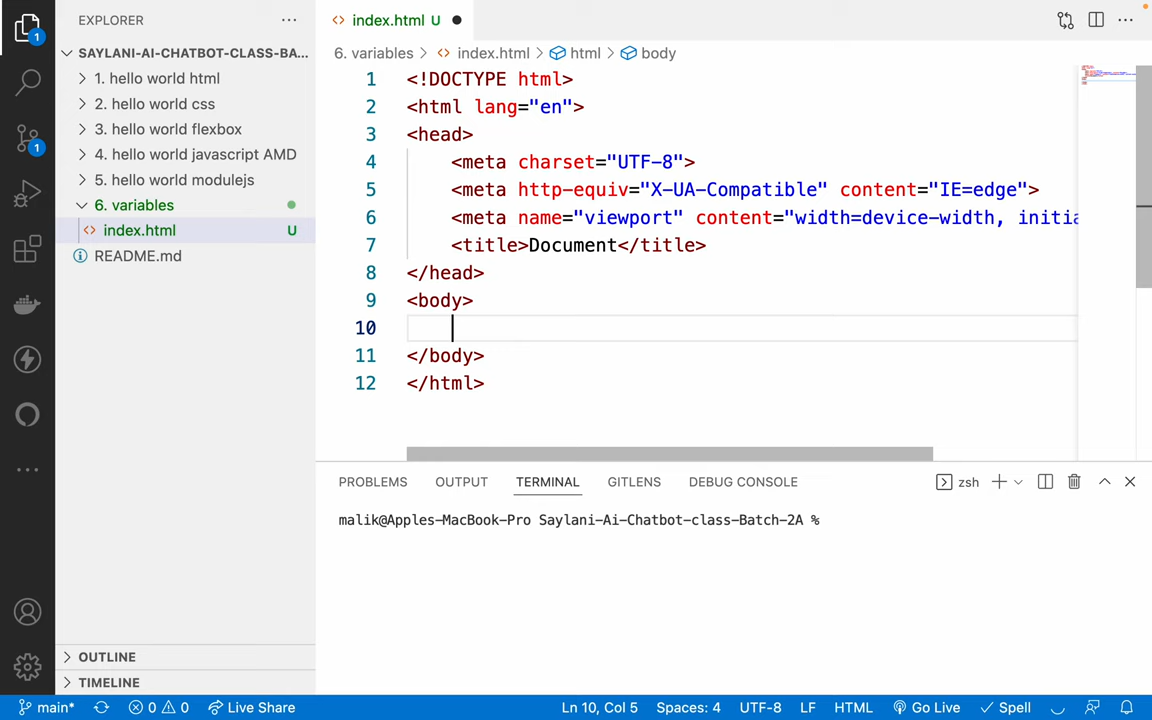 EXPLORER
index.html U
SAYLANI-AI-CHATBOT-CLASS-BA...
1. hello world html
2. hello world css
3. hello world flexbox
4. hello world javascript AMD
5. hello world modulejs
6. variables
index.html U
README.md
OUTLINE
TIMELINE
1
1
6. variables > index.html > html > body
1 <!DOCTYPE html>
2 <html lang="en">
3 <head>
4 <meta charset="UTF-8">
5 <meta http-equiv="X-UA-Compatible" content="IE=edge">
6 <meta name="viewport" content="width=device-width, initia
7 <title>Document</title>
8 </head>
9 <body>
10
11 </body>
12 </html>
PROBLEMS OUTPUT TERMINAL GITLENS DEBUG CONSOLE zsh
malik@Apples-MacBook-Pro Saylani-Ai-Chatbot-class-Batch-2A %
main* 0 0 Live Share Ln 10, Col 5 Spaces: 4 UTF-8 LF HTML Go Live Spell